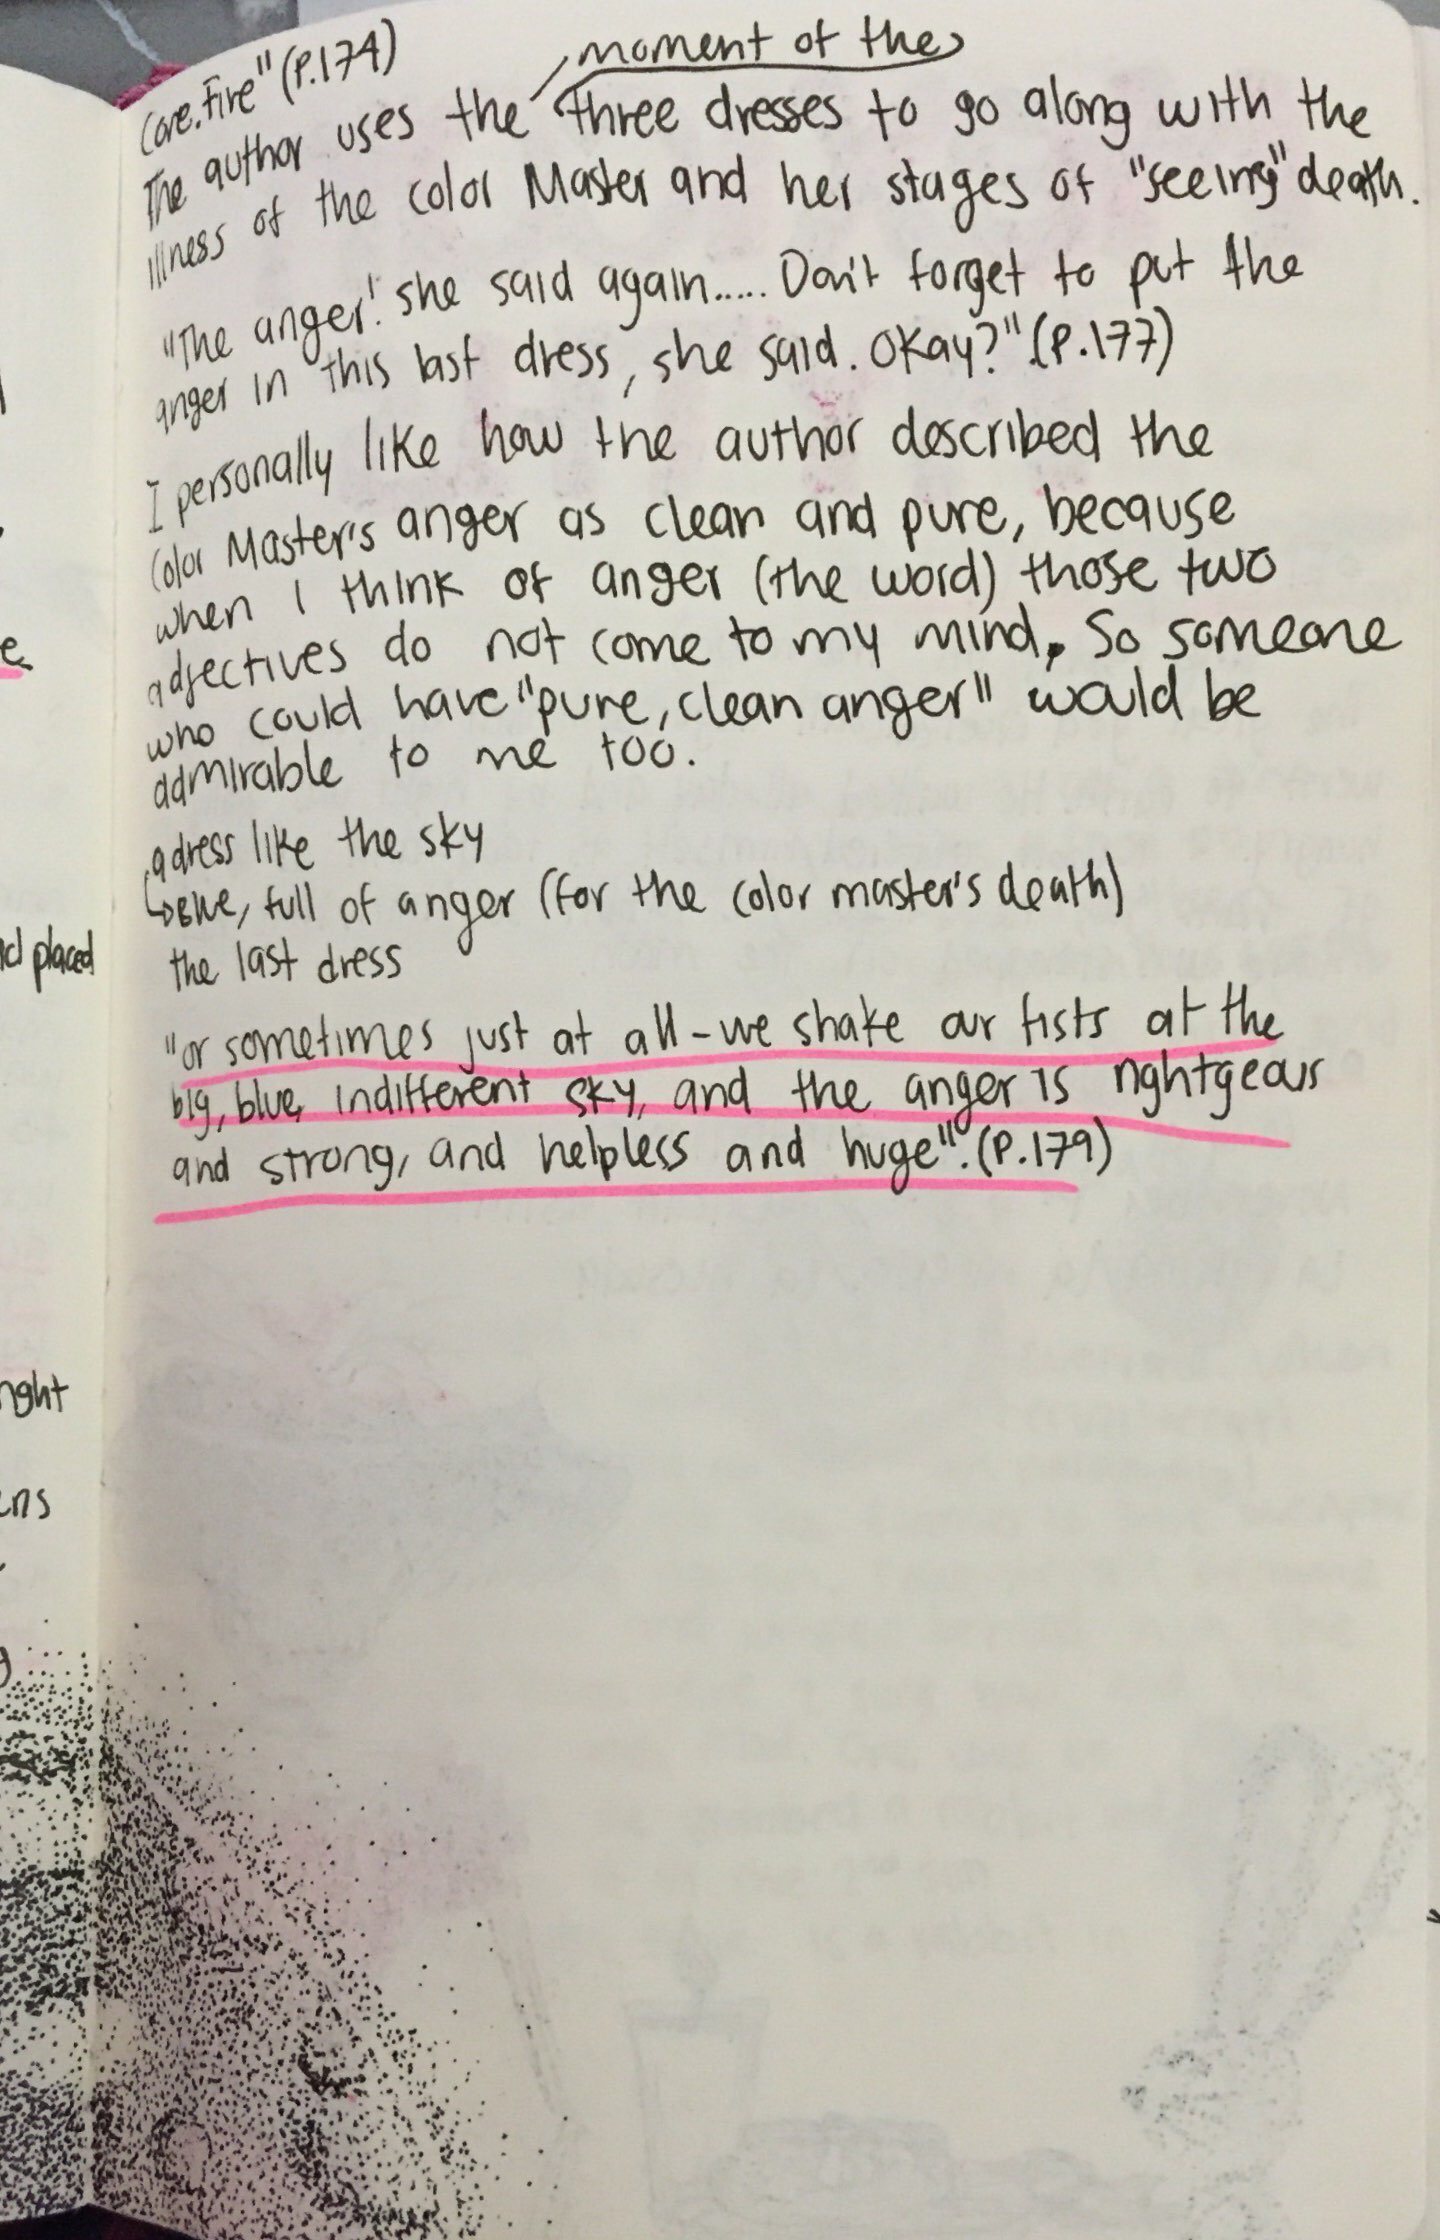 core. Fire" (P.174)
moment of the
The author uses the three dresses to go along with the
illness of the color Master and her stages of "seeing" death.
"The anger! she said again..... Don't forget to put the
anger in this last dress, she said. Okay?" (P.177)
I personally like how the author described the
Color Master's anger as clean and pure, because
when I think of anger (the word) those two
adjectives do not come to my mind. So someone
who could have "pure, clean anger" would be
admirable to me too.
a dress like the sky
↳ Blue, full of anger (for the color master's death)
the last dress
"or sometimes just at all - we shake our fists at the
big, blue, indifferent sky, and the anger is rightgeous
and strong, and helpless and huge". (P.179)
placed
ight